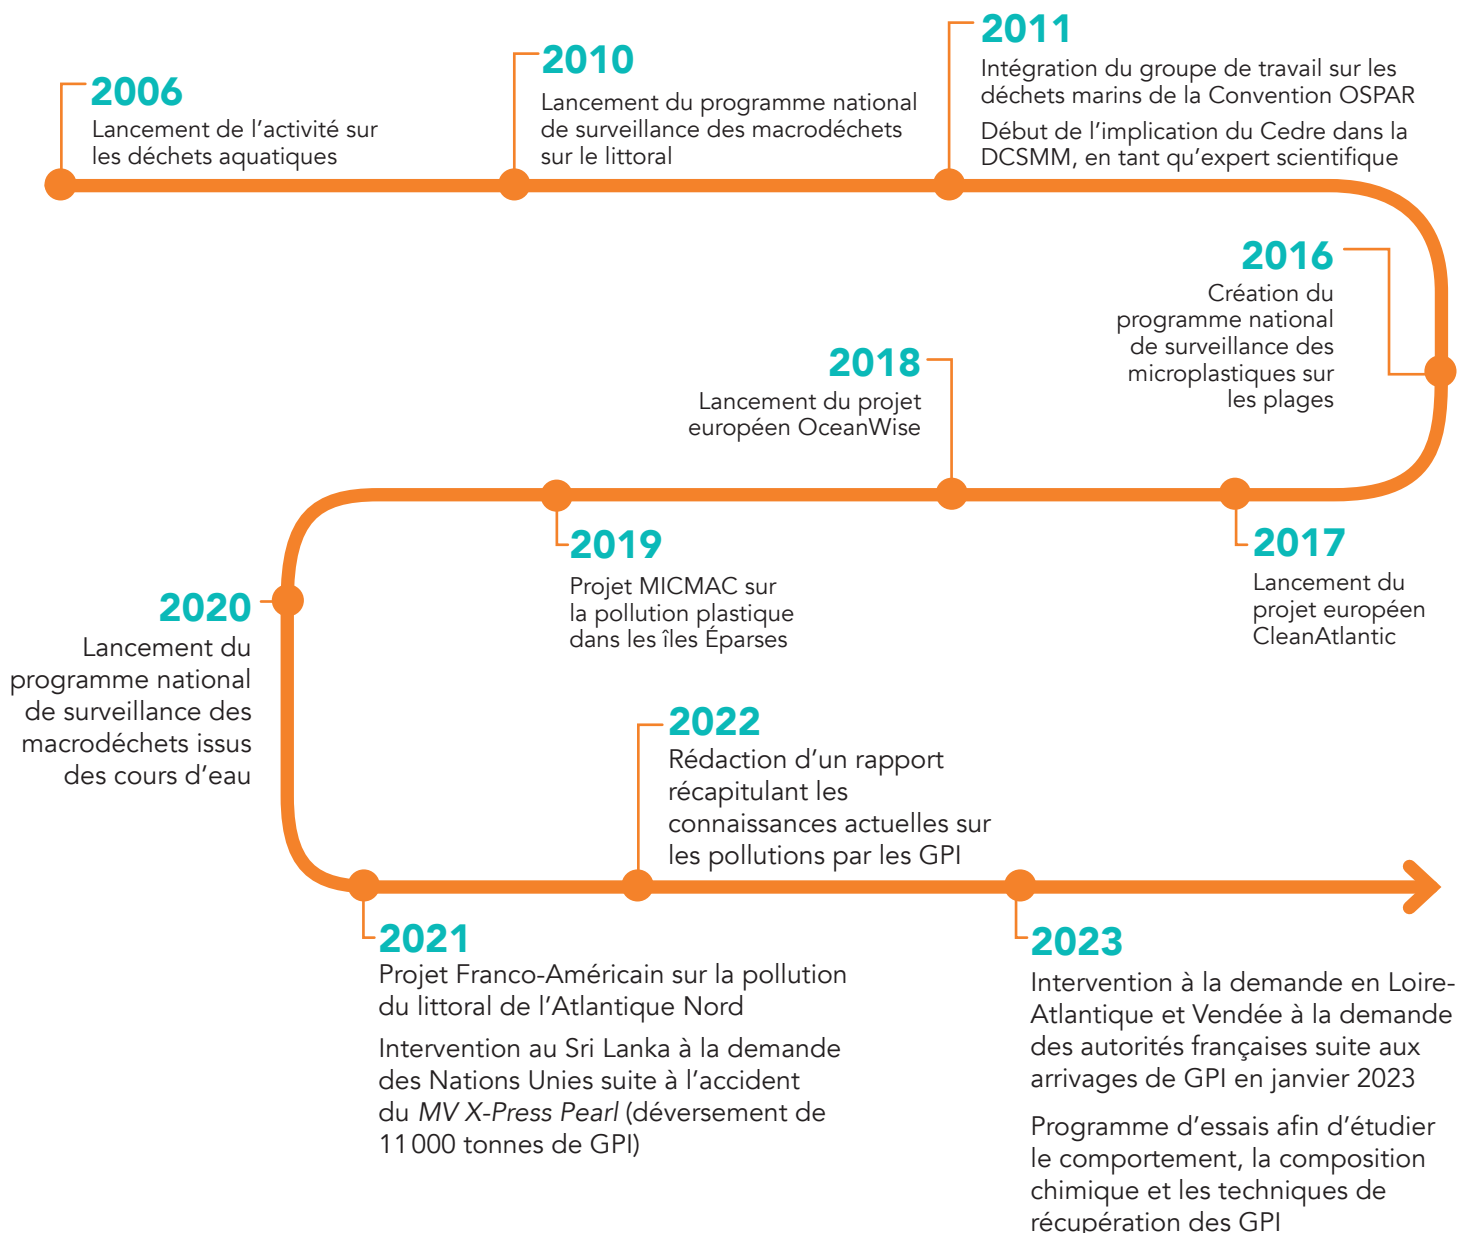 2006
Lancement de l’activité sur
les déchets aquatiques
2010
Lancement du programme national
de surveillance des macrodéchets
sur le littoral
2011
Intégration du groupe de travail sur les
déchets marins de la Convention OSPAR
Début de l’implication du Cedre dans la
DCSMM, en tant qu’expert scientifique
2016
Création du
programme national
de surveillance des
microplastiques sur
les plages
2017
Lancement du
projet européen
CleanAtlantic
2018
Lancement du projet
européen OceanWise
2019
Projet MICMAC sur
la pollution plastique
dans les îles Éparses
2020
Lancement du
programme national
de surveillance des
macrodéchets issus
des cours d’eau
2021
Projet Franco-Américain sur la pollution
du littoral de l’Atlantique Nord
Intervention au Sri Lanka à la demande
des Nations Unies suite à l’accident
du MV X-Press Pearl (déversement de
11 000 tonnes de GPI)
2022
Rédaction d’un rapport
récapitulant les
connaissances actuelles sur
les pollutions par les GPI
2023
Intervention à la demande en Loire-
Atlantique et Vendée à la demande
des autorités françaises suite aux
arrivages de GPI en janvier 2023
Programme d’essais afin d’étudier
le comportement, la composition
chimique et les techniques de
récupération des GPI